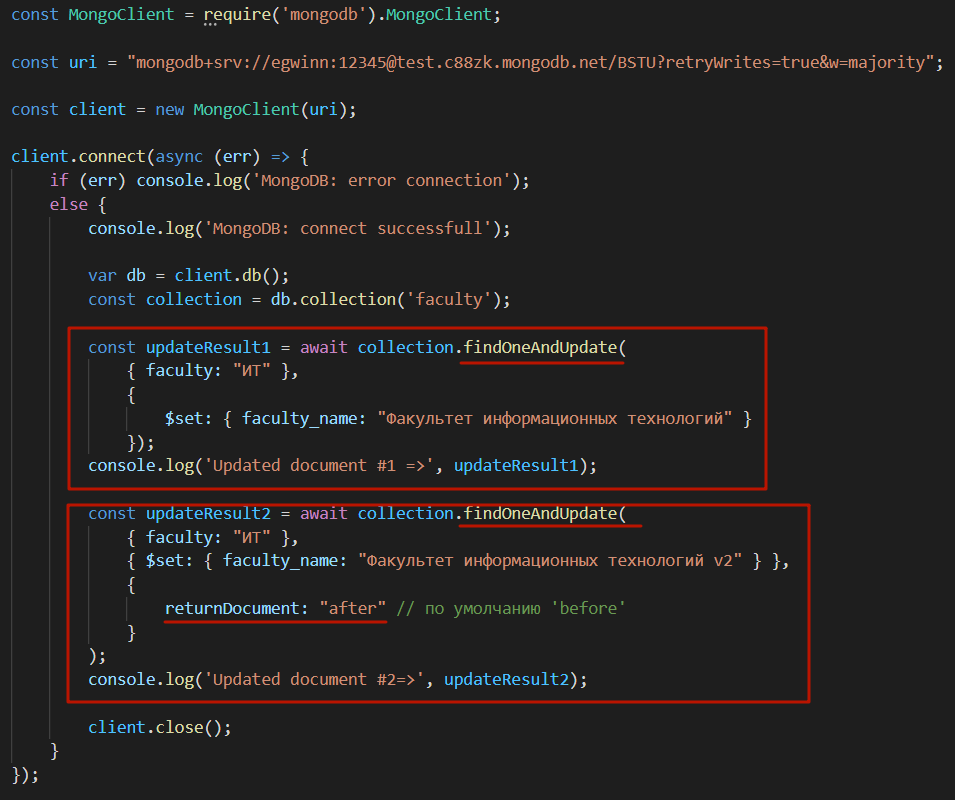 const MongoClient = require('mongodb').MongoClient;
const uri = "mongodb+srv://egwinn:12345@test.c88zk.mongodb.net/BSTU?retryWrites=true&w=majority";
const client = new MongoClient(uri);
client.connect(async (err) => {
    if (err) console.log('MongoDB: error connection');
    else {
        console.log('MongoDB: connect successfull');
        var db = client.db();
        const collection = db.collection('faculty');
        const updateResult1 = await collection.findOneAndUpdate(
            { faculty: "ИТ" },
            {
                $set: { faculty_name: "Факультет информационных технологий" }
            });
        console.log('Updated document #1 =>', updateResult1);
        const updateResult2 = await collection.findOneAndUpdate(
            { faculty: "ИТ" },
            { $set: { faculty_name: "Факультет информационных технологий v2" } },
            {
                returnDocument: "after" // по умолчанию 'before'
            }
        );
        console.log('Updated document #2=>', updateResult2);
        client.close();
    }
});